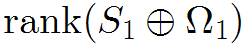 rank(S₁ ⊕ Ω₁)